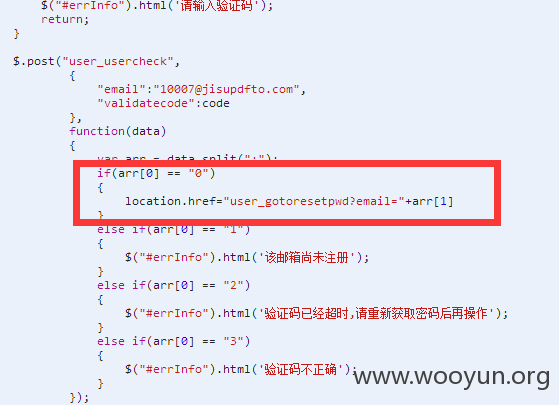 $("#errInfo").html('请输入验证码');
return;
}
$.post("user_usercheck",
{
"email":"10007@jisupdfto.com",
"validatecode":code
},
function(data)
{
var arr = data.split(":");
if(arr[0] == "0")
{
location.href="user_gotoresetpwd?email="+arr[1]
}
else if(arr[0] == "1")
{
$("#errInfo").html('该邮箱尚未注册');
}
else if(arr[0] == "2")
{
$("#errInfo").html('验证码已经超时,请重新获取密码后再操作');
}
else if(arr[0] == "3")
{
$("#errInfo").html('验证码不正确');
}
});
www.wooyun.org